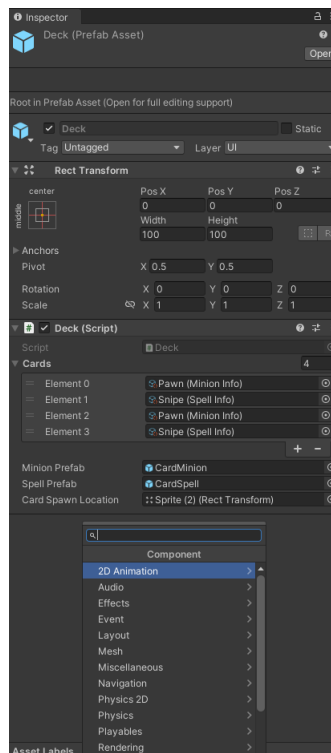 Inspector
Deck (Prefab Asset)
Open
Root in Prefab Asset (Open for full editing support)
Deck
Static
Tag Untagged Layer UI
Rect Transform
center
middle
Pos X Pos Y Pos Z
0 0 0
Width Height
100 100
R
Anchors
Pivot X 0.5 Y 0.5
Rotation X 0 Y 0 Z 0
Scale X 1 Y 1 Z 1
# Deck (Script)
Script Deck
Cards 4
= Element 0 Pawn (Minion Info)
= Element 1 Snipe (Spell Info)
= Element 2 Pawn (Minion Info)
= Element 3 Snipe (Spell Info)
+ −
Minion Prefab CardMinion
Spell Prefab CardSpell
Card Spawn Location Sprite (2) (Rect Transform)
Component
2D Animation >
Audio >
Effects >
Event >
Layout >
Mesh >
Miscellaneous >
Navigation >
Physics 2D >
Physics >
Playables >
Rendering >
Asset Labels